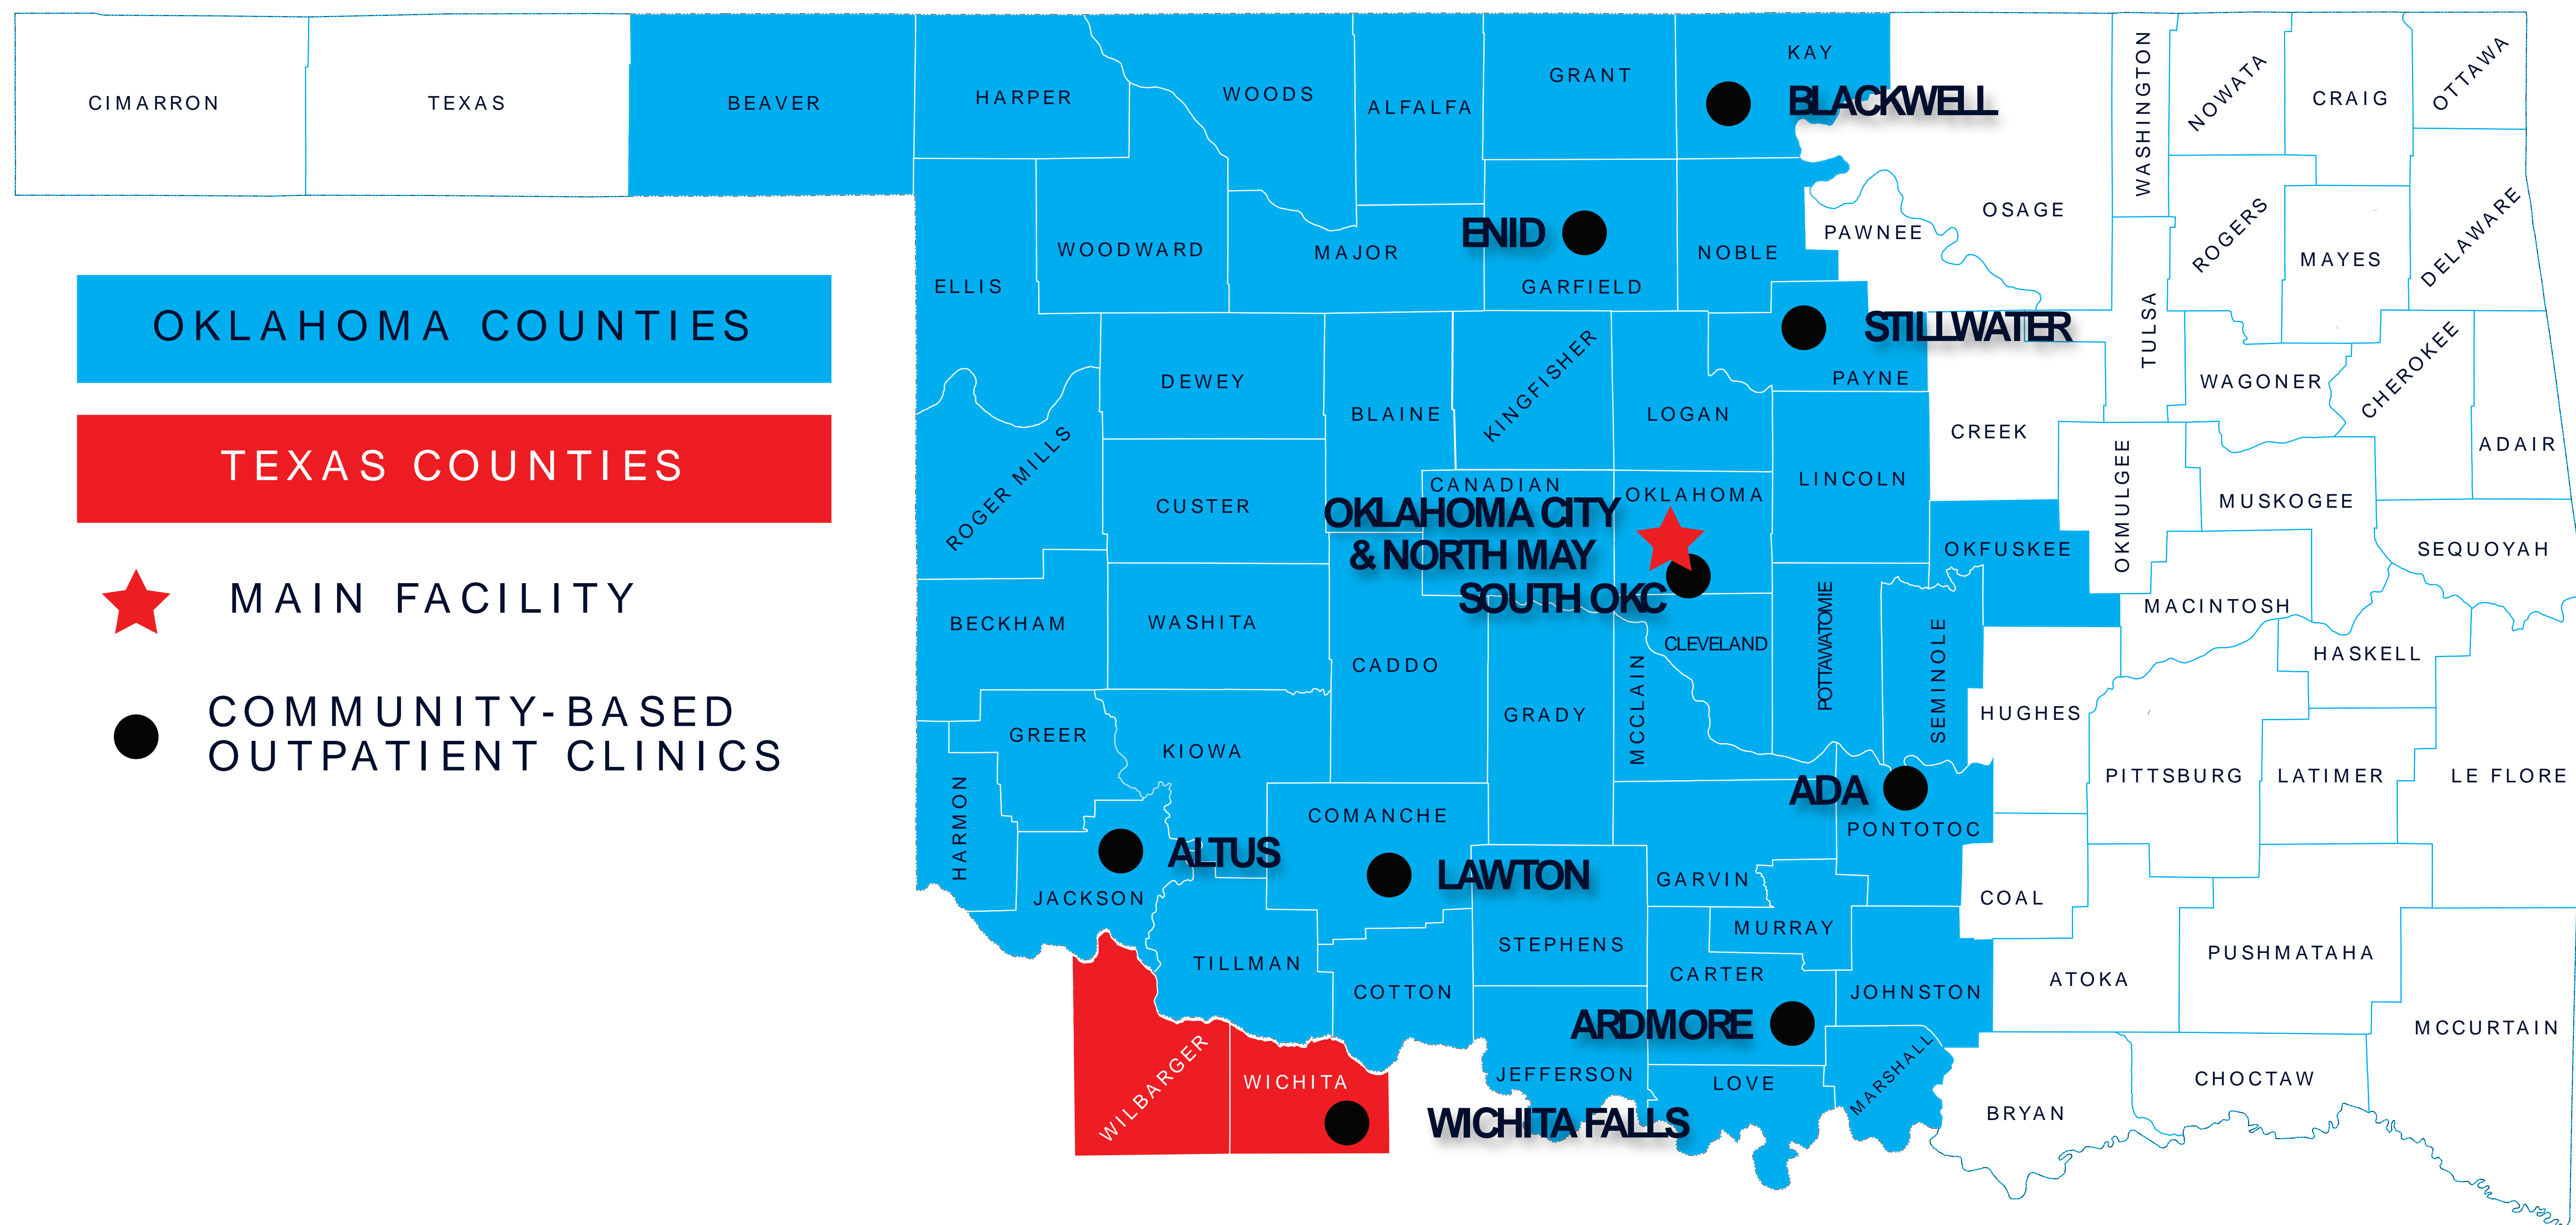 CIMARRON
TEXAS
BEAVER
HARPER
WOODS
ALFALFA
GRANT
KAY
BLACKWELL
WASHINGTON
NOWATA
CRAIG
OTTAWA
OSAGE
PAWNEE
ROGERS
MAYES
DELAWARE
ELLIS
WOODWARD
MAJOR
ENID
GARFIELD
NOBLE
STILLWATER
PAYNE
TULSA
WAGONER
CHEROKEE
ADAIR
OKLAHOMA COUNTIES
TEXAS COUNTIES
MAIN FACILITY
COMMUNITY-BASED
OUTPATIENT CLINICS
ROGER MILLS
DEWEY
BLAINE
KINGFISHER
LOGAN
LINCOLN
CREEK
OKMULGEE
MUSKOGEE
SEQUOYAH
CUSTER
CANADIAN
OKLAHOMA
OKLAHOMA CITY
& NORTH MAY
SOUTH OKC
OKFUSKEE
MACINTOSH
HASKELL
BECKHAM
WASHITA
CADDO
GRADY
MCCLAIN
CLEVELAND
POTTAWATOMIE
SEMINOLE
HUGHES
PITTSBURG
LATIMER
LE FLORE
GREER
KIOWA
HARMON
JACKSON
ALTUS
COMANCHE
LAWTON
ADA
PONTOTOC
GARVIN
COAL
TILLMAN
COTTON
STEPHENS
MURRAY
CARTER
JOHNSTON
ATOKA
PUSHMATAHA
MCCURTAIN
ARDMORE
JEFFERSON
LOVE
MARSHALL
BRYAN
CHOCTAW
WILBARGER
WICHITA
WICHITA FALLS